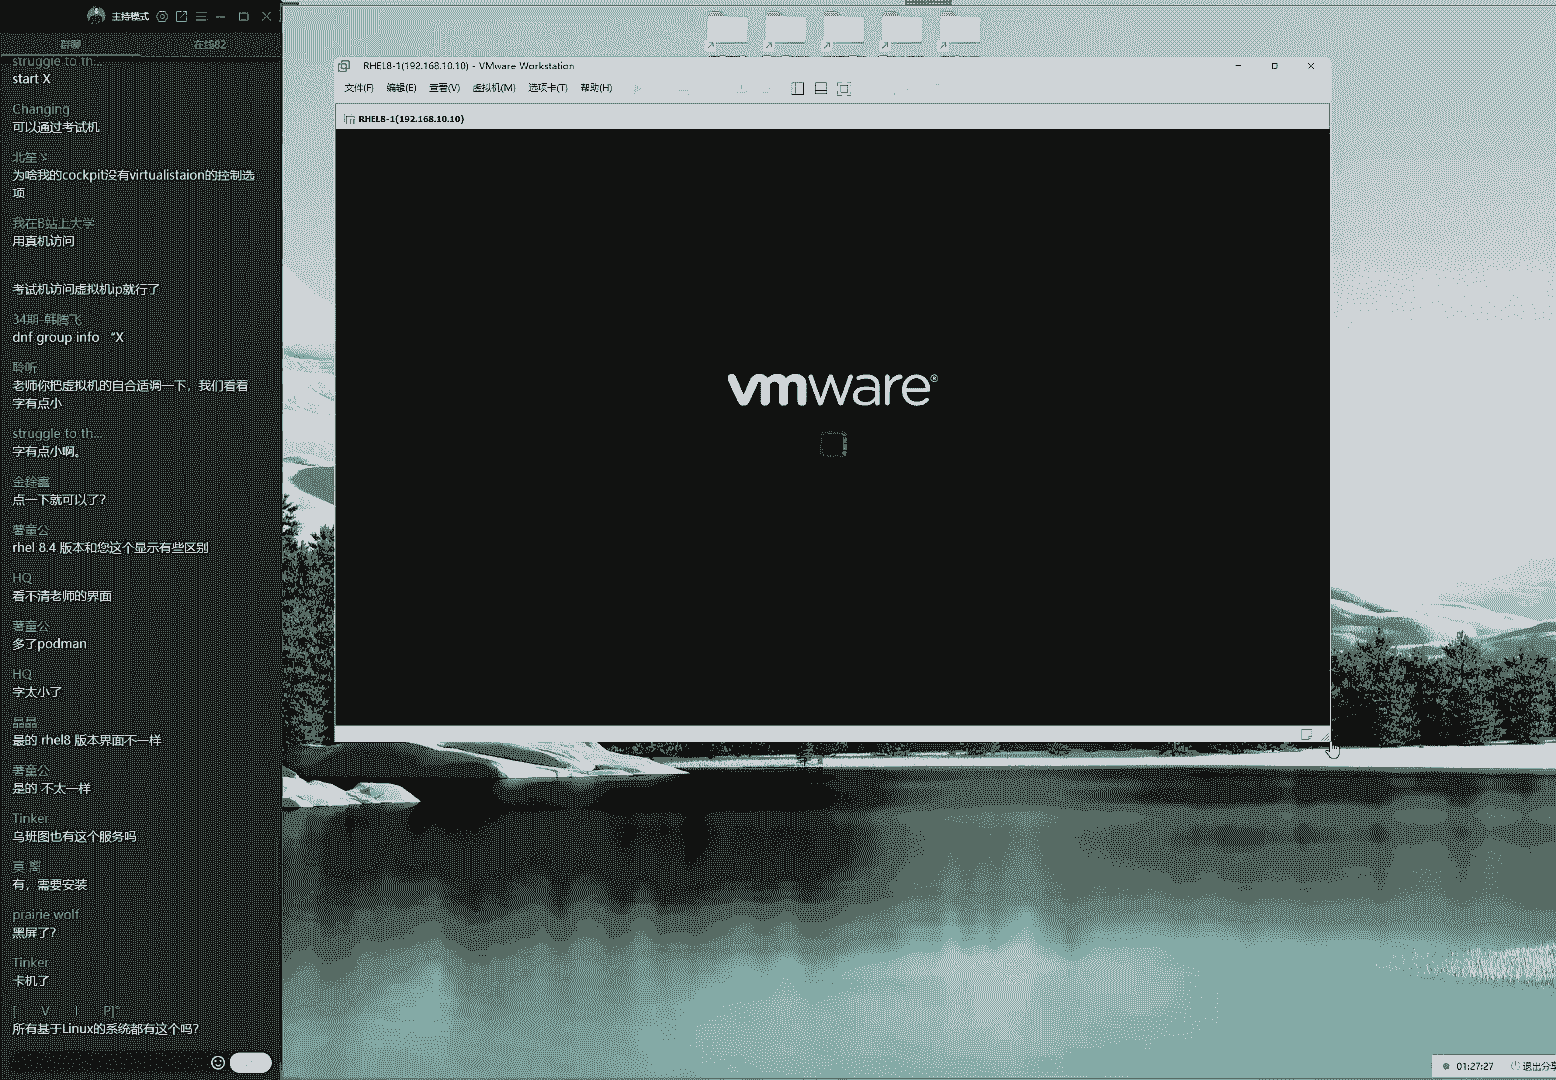 主持模式
群聊
在线82
struggle to th...
start X
Changing
可以通过考试机
北笙ゞ
为啥我的cockpit没有virtualistaion的控制选
项
我在B站上大学
用真机访问
考试机访问虚拟机ip就行了
34期-韩腾飞
dnf group info “X
聆听
老师你把虚拟机的自合适调一下，我们看看
字有点小
struggle to th...
字有点小啊。
点一下就可以了?
薯童公
rhel 8.4 版本和您这个显示有些区别
HQ
看不清老师的界面
薯童公
多了podman
HQ
字太小了
晶晶
最的 rhel8 版本界面不一样
薯童公
是的 不太一样
Tinker
乌班图也有这个服务吗
莫 离
有，需要安装
prairie wolf
黑屏了?
Tinker
卡机了
[ V I P]°
所有基于Linux的系统都有这个吗?
RHEL8-1(192.168.10.10) - VMware Workstation
文件(F) 编辑(E) 查看(V) 虚拟机(M) 选项卡(T) 帮助(H)
RHEL8-1(192.168.10.10)
vmware®
01:27:27
退出分享